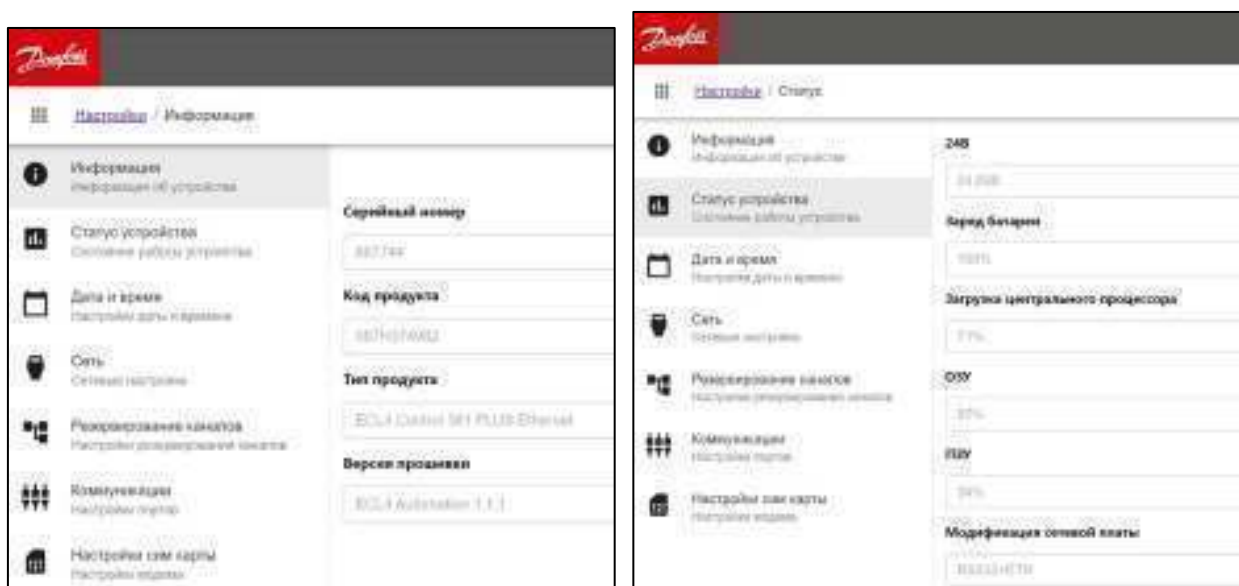 Danfoss
Настройки / Информация
Информация
Информация об устройстве
Статус устройства
Состояние работы устройства
Дата и время
Настройки даты и времени
Сеть
Сетевые настройки
Резервирование каналов
Настройки резервирования каналов
Коммуникации
Настройки портов
Настройки сим карты
Настройки модема
Серийный номер
Код продукта
Тип продукта
ECL4 Control 361 PLUS Ethernet
Версия прошивки
ECL4 Automation 1.1.1
Danfoss
Настройки / Статус
Информация
Информация об устройстве
Статус устройства
Состояние работы устройства
Дата и время
Настройки даты и времени
Сеть
Сетевые настройки
Резервирование каналов
Настройки резервирования каналов
Коммуникации
Настройки портов
Настройки сим карты
Настройки модема
24В
Заряд батареи
100%
Загрузка центрального процессора
ОЗУ
ПЗУ
Модификация сетевой платы
RS232+ETH